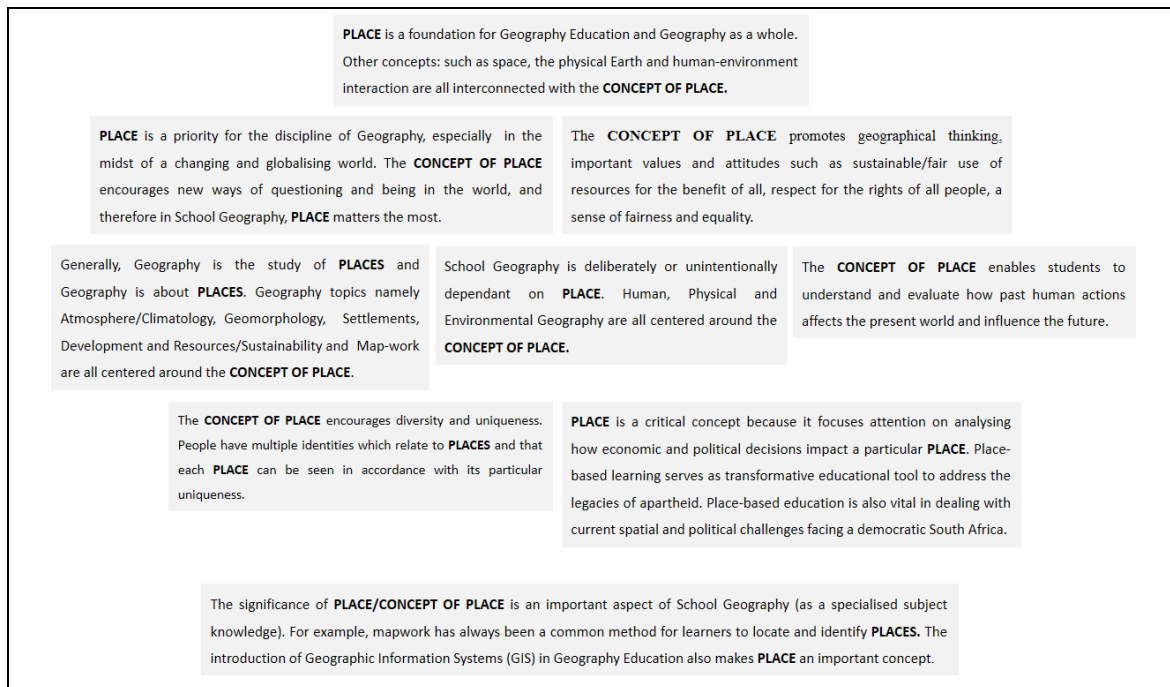 PLACE is a foundation for Geography Education and Geography as a whole.
Other concepts: such as space, the physical Earth and human-environment
interaction are all interconnected with the CONCEPT OF PLACE.
PLACE is a priority for the discipline of Geography, especially in the
midst of a changing and globalising world. The CONCEPT OF PLACE
encourages new ways of questioning and being in the world, and
therefore in School Geography, PLACE matters the most.
The CONCEPT OF PLACE promotes geographical thinking,
important values and attitudes such as sustainable/fair use of
resources for the benefit of all, respect for the rights of all people, a
sense of fairness and equality.
Generally, Geography is the study of PLACES and
Geography is about PLACES. Geography topics namely
Atmosphere/Climatology, Geomorphology, Settlements,
Development and Resources/Sustainability and Map-work
are all centered around the CONCEPT OF PLACE.
School Geography is deliberately or unintentionally
dependant on PLACE. Human, Physical and
Environmental Geography are all centered around the
CONCEPT OF PLACE.
The CONCEPT OF PLACE enables students to
understand and evaluate how past human actions
affects the present world and influence the future.
The CONCEPT OF PLACE encourages diversity and uniqueness.
People have multiple identities which relate to PLACES and that
each PLACE can be seen in accordance with its particular
uniqueness.
PLACE is a critical concept because it focuses attention on analysing
how economic and political decisions impact a particular PLACE. Place-
based learning serves as transformative educational tool to address the
legacies of apartheid. Place-based education is also vital in dealing with
current spatial and political challenges facing a democratic South Africa.
The significance of PLACE/CONCEPT OF PLACE is an important aspect of School Geography (as a specialised subject
knowledge). For example, mapwork has always been a common method for learners to locate and identify PLACES. The
introduction of Geographic Information Systems (GIS) in Geography Education also makes PLACE an important concept.